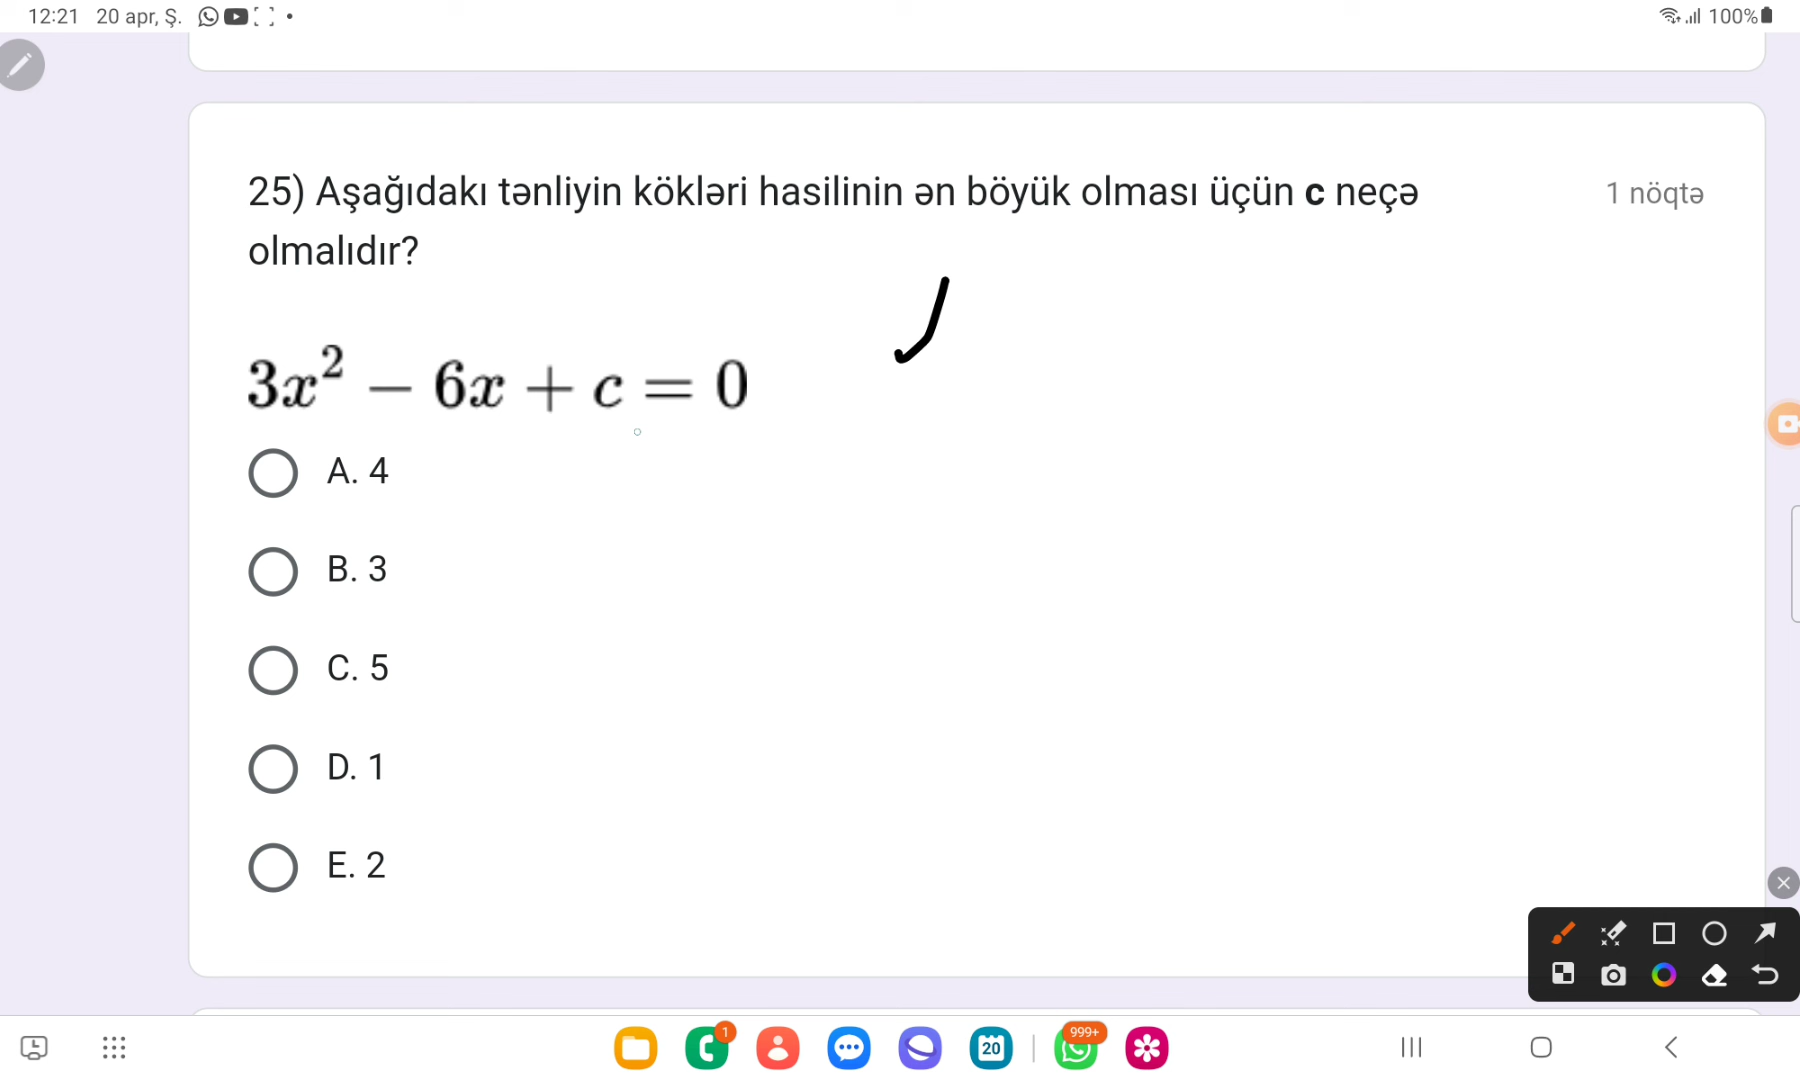 12:21 20 apr, Ş.
100%
25) Aşağıdakı tənliyin kökləri hasilinin ən böyük olması üçün c neçə
olmalıdır?
1 nöqtə
3x² − 6x + c = 0
A. 4
B. 3
C. 5
D. 1
E. 2
1
20
999+